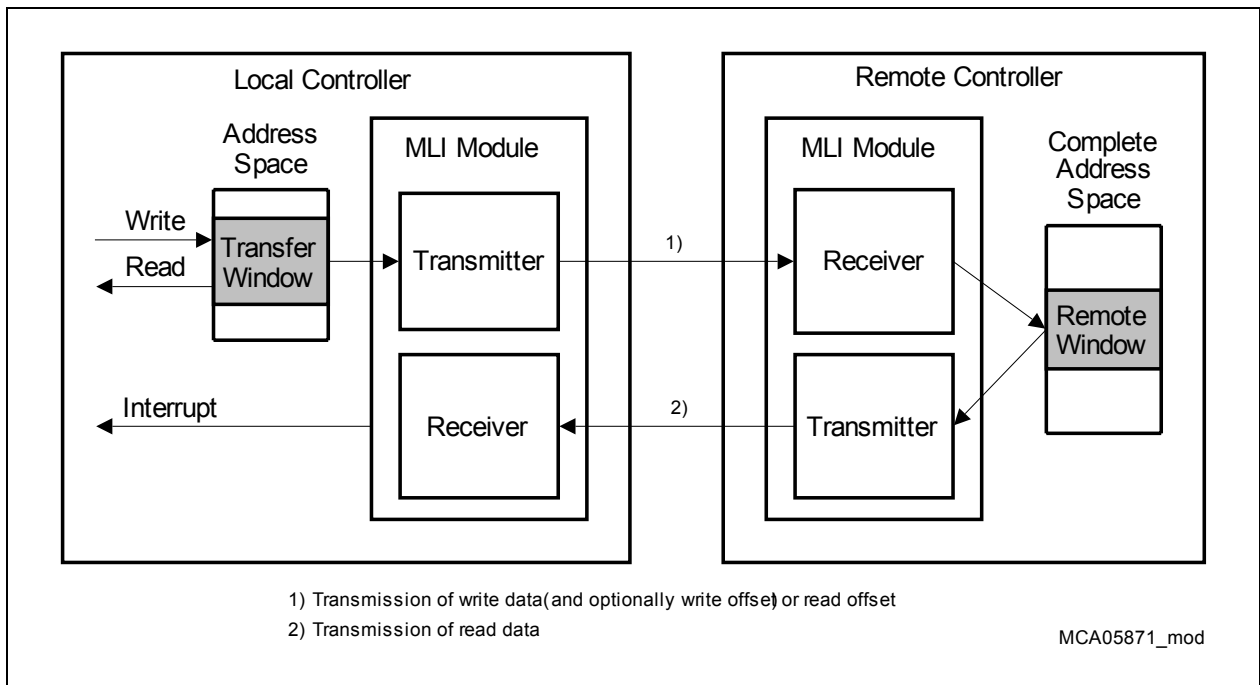 Local Controller
Address
Space
MLI Module
Write
Read
Transfer
Window
Transmitter
Interrupt
Receiver
1)
2)
Remote Controller
MLI Module
Complete
Address
Space
Receiver
Remote
Window
Transmitter
1) Transmission of write data(and optionally write offset) or read offset
2) Transmission of read data
MCA05871_mod